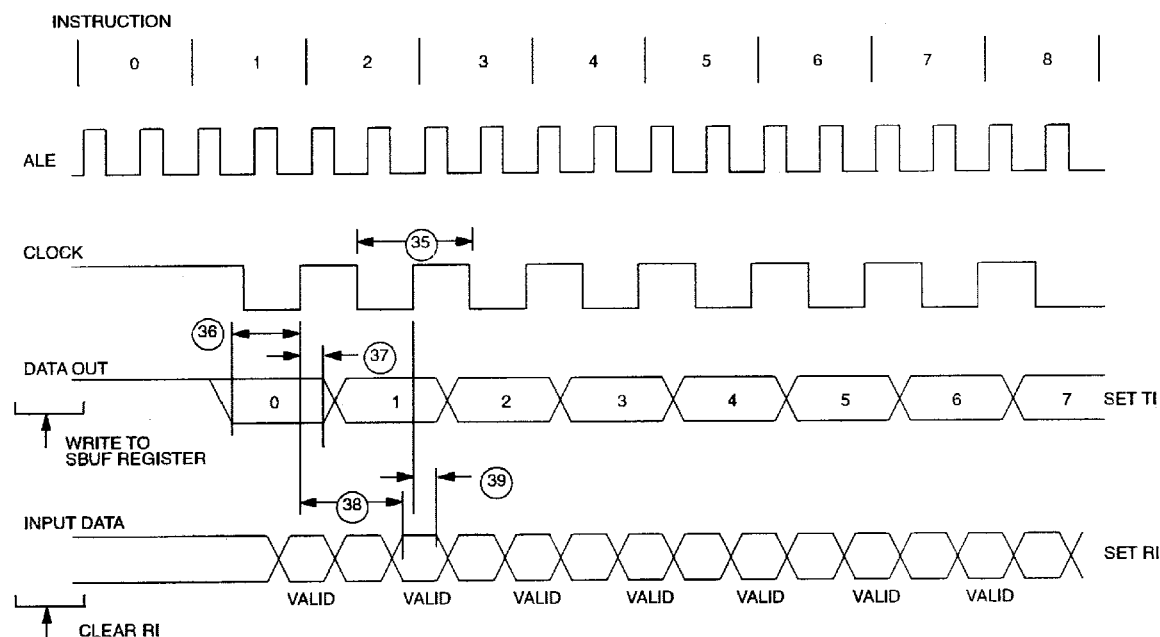 INSTRUCTION
0 1 2 3 4 5 6 7 8
ALE
CLOCK
35
36
37
DATA OUT
0 1 2 3 4 5 6 7
SET TI
WRITE TO
SBUF REGISTER
38
39
INPUT DATA
SET RI
VALID VALID VALID VALID VALID VALID VALID
CLEAR RI